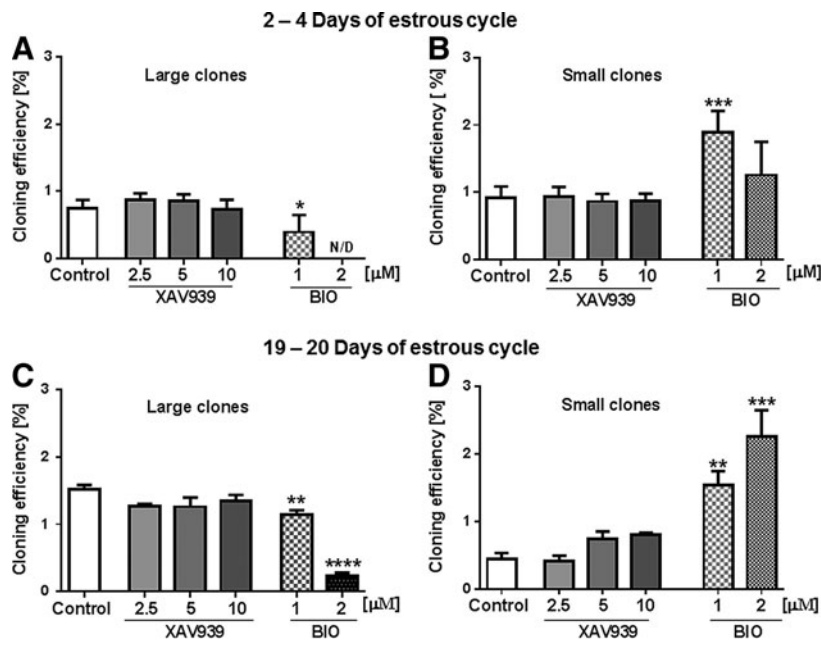 2 – 4 Days of estrous cycle
A
B
Cloning efficiency [%]
3
2
1
0
Large clones
*
N/D
Control
2.5
5
10
1
2
[µM]
XAV939
BIO
Cloning efficiency [ %]
3
2
1
0
Small clones
***
Control
2.5
5
10
1
2
[µM]
XAV939
BIO
19 – 20 Days of estrous cycle
C
D
Cloning efficiency [%]
3
2
1
0
Large clones
**
****
Control
2.5
5
10
1
2
[µM]
XAV939
BIO
Cloning efficiency [%]
3
2
1
0
Small clones
**
***
Control
2.5
5
10
1
2
[µM]
XAV939
BIO